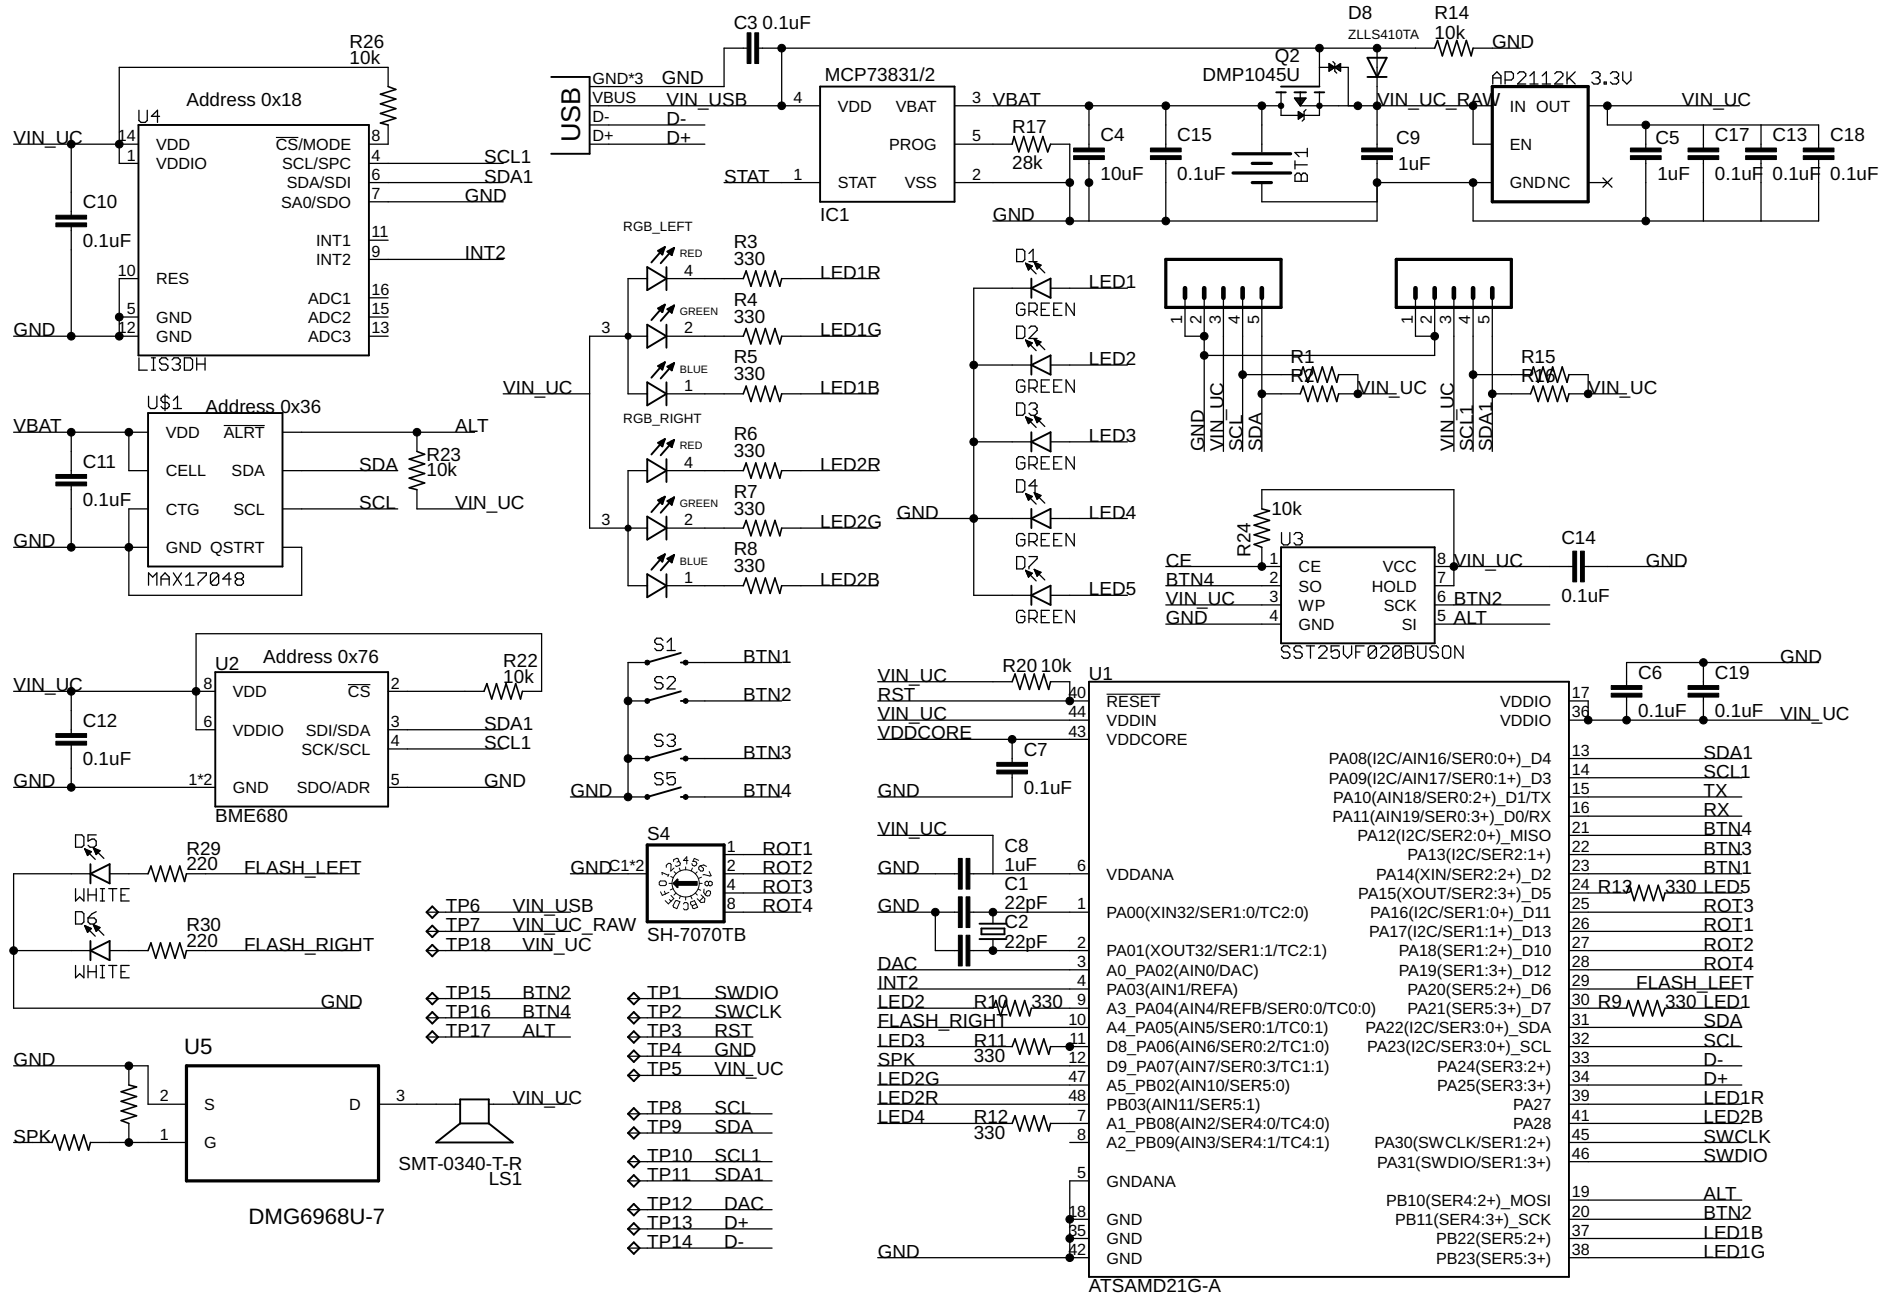 R26
10k
Address 0x18
U4
VIN_UC
14
VDD
CS/MODE
8
1
VDDIO
SCL/SPC
4
SCL1
SDA/SDI
6
SDA1
SA0/SDO
7
GND
C10
0.1uF
INT1
11
INT2
9
INT2
10
RES
ADC1
16
5
GND
ADC2
15
GND
12
GND
ADC3
13
LIS3DH
C3 0.1uF
USB
GND*3
GND
VBUS
VIN_USB
D-
D-
D+
D+
MCP73831/2
4
VDD
VBAT
3
VBAT
PROG
5
R17
28k
STAT
1
STAT
VSS
2
IC1
GND
C4
10uF
C15
0.1uF
BT1
Q2
DMP1045U
D8
ZLLS410TA
R14
10k
GND
VIN_UC_RAW
C9
1uF
AP2112K 3.3V
IN OUT
VIN_UC
EN
GND NC
C5
1uF
C17
0.1uF
C13
0.1uF
C18
0.1uF
U$1
Address 0x36
VBAT
VDD
ALRT
ALT
CELL
SDA
SDA
R23
10k
C11
0.1uF
CTG
SCL
SCL
VIN_UC
GND
GND QSTRT
MAX17048
RGB_LEFT
RED
4
R3
330
LED1R
GREEN
2
R4
330
LED1G
3
BLUE
1
R5
330
LED1B
VIN_UC
RGB_RIGHT
RED
4
R6
330
LED2R
GREEN
2
R7
330
LED2G
3
BLUE
1
R8
330
LED2B
D1
LED1
GREEN
D2
LED2
GREEN
D3
LED3
GREEN
D4
GND
LED4
GREEN
D7
LED5
GREEN
1
2
3
4
5
R1
R2
VIN_UC
GND
VIN_UC
SCL
SDA
1
2
3
4
5
R15
R16
VIN_UC
VIN_UC
SCL1
SDA1
10k
R24
U3
CE
1
CE
VCC
8
VIN_UC
C14
0.1uF
GND
BTN4
2
SO
HOLD
7
VIN_UC
3
WP
SCK
6
BTN2
GND
4
GND
SI
5
ALT
SST25VF020BUSON
U2
Address 0x76
R22
10k
VIN_UC
8
VDD
CS
2
6
VDDIO
SDI/SDA
3
SDA1
SCK/SCL
4
SCL1
C12
0.1uF
GND
1*2
GND
SDO/ADR
5
GND
BME680
S1
BTN1
S2
BTN2
S3
BTN3
S5
GND
BTN4
S4
GND
C1*2
0123456789ABCDEF
1
ROT1
2
ROT2
4
ROT3
8
ROT4
SH-7070TB
D5
R29
220
FLASH_LEFT
WHITE
D6
R30
220
FLASH_RIGHT
WHITE
GND
TP6 VIN_USB
TP7 VIN_UC_RAW
TP18 VIN_UC
TP15 BTN2
TP16 BTN4
TP17 ALT
TP1 SWDIO
TP2 SWCLK
TP3 RST
TP4 GND
TP5 VIN_UC
TP8 SCL
TP9 SDA
TP10 SCL1
TP11 SDA1
TP12 DAC
TP13 D+
TP14 D-
GND
U5
2
S
D
3
VIN_UC
SPK
1
G
SMT-0340-T-R
LS1
DMG6968U-7
U1
VIN_UC
R20 10k
RST
40
RESET
VIN_UC
44
VDDIN
VDDCORE
43
VDDCORE
C7
0.1uF
GND
VIN_UC
C8
1uF
GND
6
VDDANA
C1
22pF
GND
1
PA00(XIN32/SER1:0/TC2:0)
C2
22pF
2
PA01(XOUT32/SER1:1/TC2:1)
DAC
3
A0_PA02(AIN0/DAC)
INT2
4
PA03(AIN1/REFA)
LED2
R10 330
9
A3_PA04(AIN4/REFB/SER0:0/TC0:0)
FLASH_RIGHT
10
A4_PA05(AIN5/SER0:1/TC0:1)
LED3
R11
330
11
D8_PA06(AIN6/SER0:2/TC1:0)
SPK
12
D9_PA07(AIN7/SER0:3/TC1:1)
LED2G
47
A5_PB02(AIN10/SER5:0)
LED2R
48
PB03(AIN11/SER5:1)
LED4
R12
330
7
A1_PB08(AIN2/SER4:0/TC4:0)
8
A2_PB09(AIN3/SER4:1/TC4:1)
5
GNDANA
18
GND
35
GND
GND
42
GND
ATSAMD21G-A
VDDIO
17
VDDIO
36
C6
0.1uF
C19
0.1uF
GND
VIN_UC
PA08(I2C/AIN16/SER0:0+)_D4
13
SDA1
PA09(I2C/AIN17/SER0:1+)_D3
14
SCL1
PA10(AIN18/SER0:2+)_D1/TX
15
TX
PA11(AIN19/SER0:3+)_D0/RX
16
RX
PA12(I2C/SER2:0+)_MISO
21
BTN4
PA13(I2C/SER2:1+)
22
BTN3
PA14(XIN/SER2:2+)_D2
23
BTN1
PA15(XOUT/SER2:3+)_D5
24
R13 330 LED5
PA16(I2C/SER1:0+)_D11
25
ROT3
PA17(I2C/SER1:1+)_D13
26
ROT1
PA18(SER1:2+)_D10
27
ROT2
PA19(SER1:3+)_D12
28
ROT4
PA20(SER5:2+)_D6
29
FLASH_LEFT
PA21(SER5:3+)_D7
30
R9 330 LED1
PA22(I2C/SER3:0+)_SDA
31
SDA
PA23(I2C/SER3:0+)_SCL
32
SCL
PA24(SER3:2+)
33
D-
PA25(SER3:3+)
34
D+
PA27
39
LED1R
PA28
41
LED2B
PA30(SWCLK/SER1:2+)
45
SWCLK
PA31(SWDIO/SER1:3+)
46
SWDIO
PB10(SER4:2+)_MOSI
19
ALT
PB11(SER4:3+)_SCK
20
BTN2
PB22(SER5:2+)
37
LED1B
PB23(SER5:3+)
38
LED1G